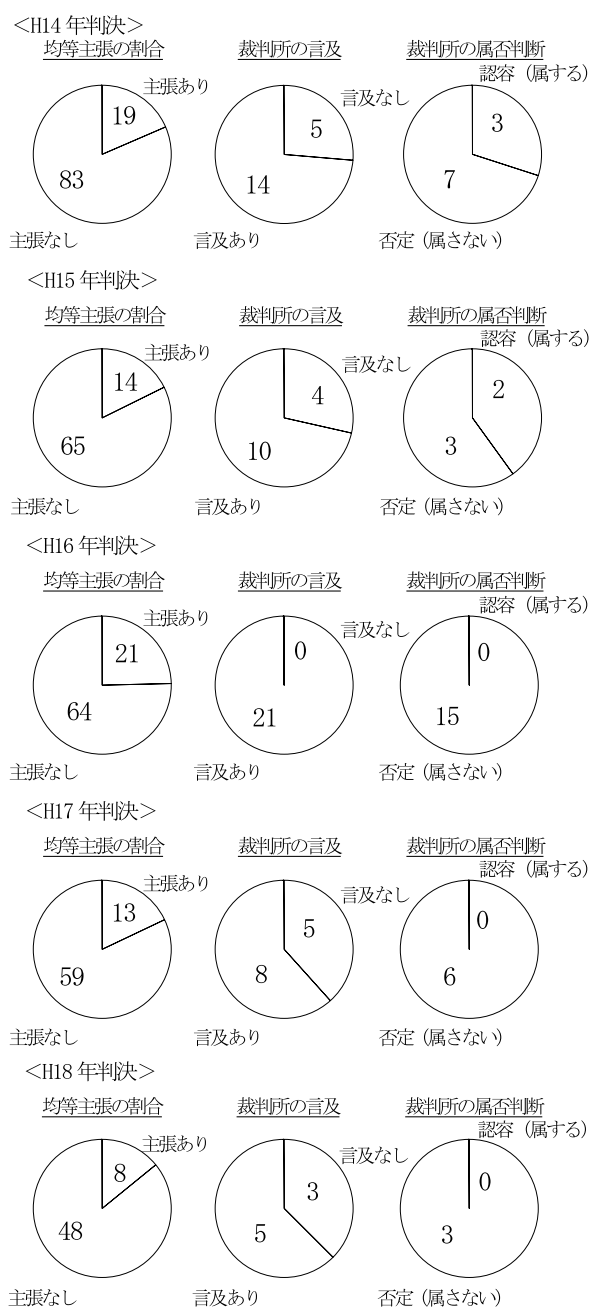 ＜H14 年判決＞
均等主張の割合 裁判所の言及 裁判所の属否判断
主張あり 言及なし 認容（属する）
19 5 3
83 14 7
主張なし 言及あり 否定（属さない）
＜H15 年判決＞
均等主張の割合 裁判所の言及 裁判所の属否判断
主張あり 言及なし 認容（属する）
14 4 2
65 10 3
主張なし 言及あり 否定（属さない）
＜H16 年判決＞
均等主張の割合 裁判所の言及 裁判所の属否判断
主張あり 言及なし 認容（属する）
21 0 0
64 21 15
主張なし 言及あり 否定（属さない）
＜H17 年判決＞
均等主張の割合 裁判所の言及 裁判所の属否判断
主張あり 言及なし 認容（属する）
13 5 0
59 8 6
主張なし 言及あり 否定（属さない）
＜H18 年判決＞
均等主張の割合 裁判所の言及 裁判所の属否判断
主張あり 言及なし 認容（属する）
8 3 0
48 5 3
主張なし 言及あり 否定（属さない）